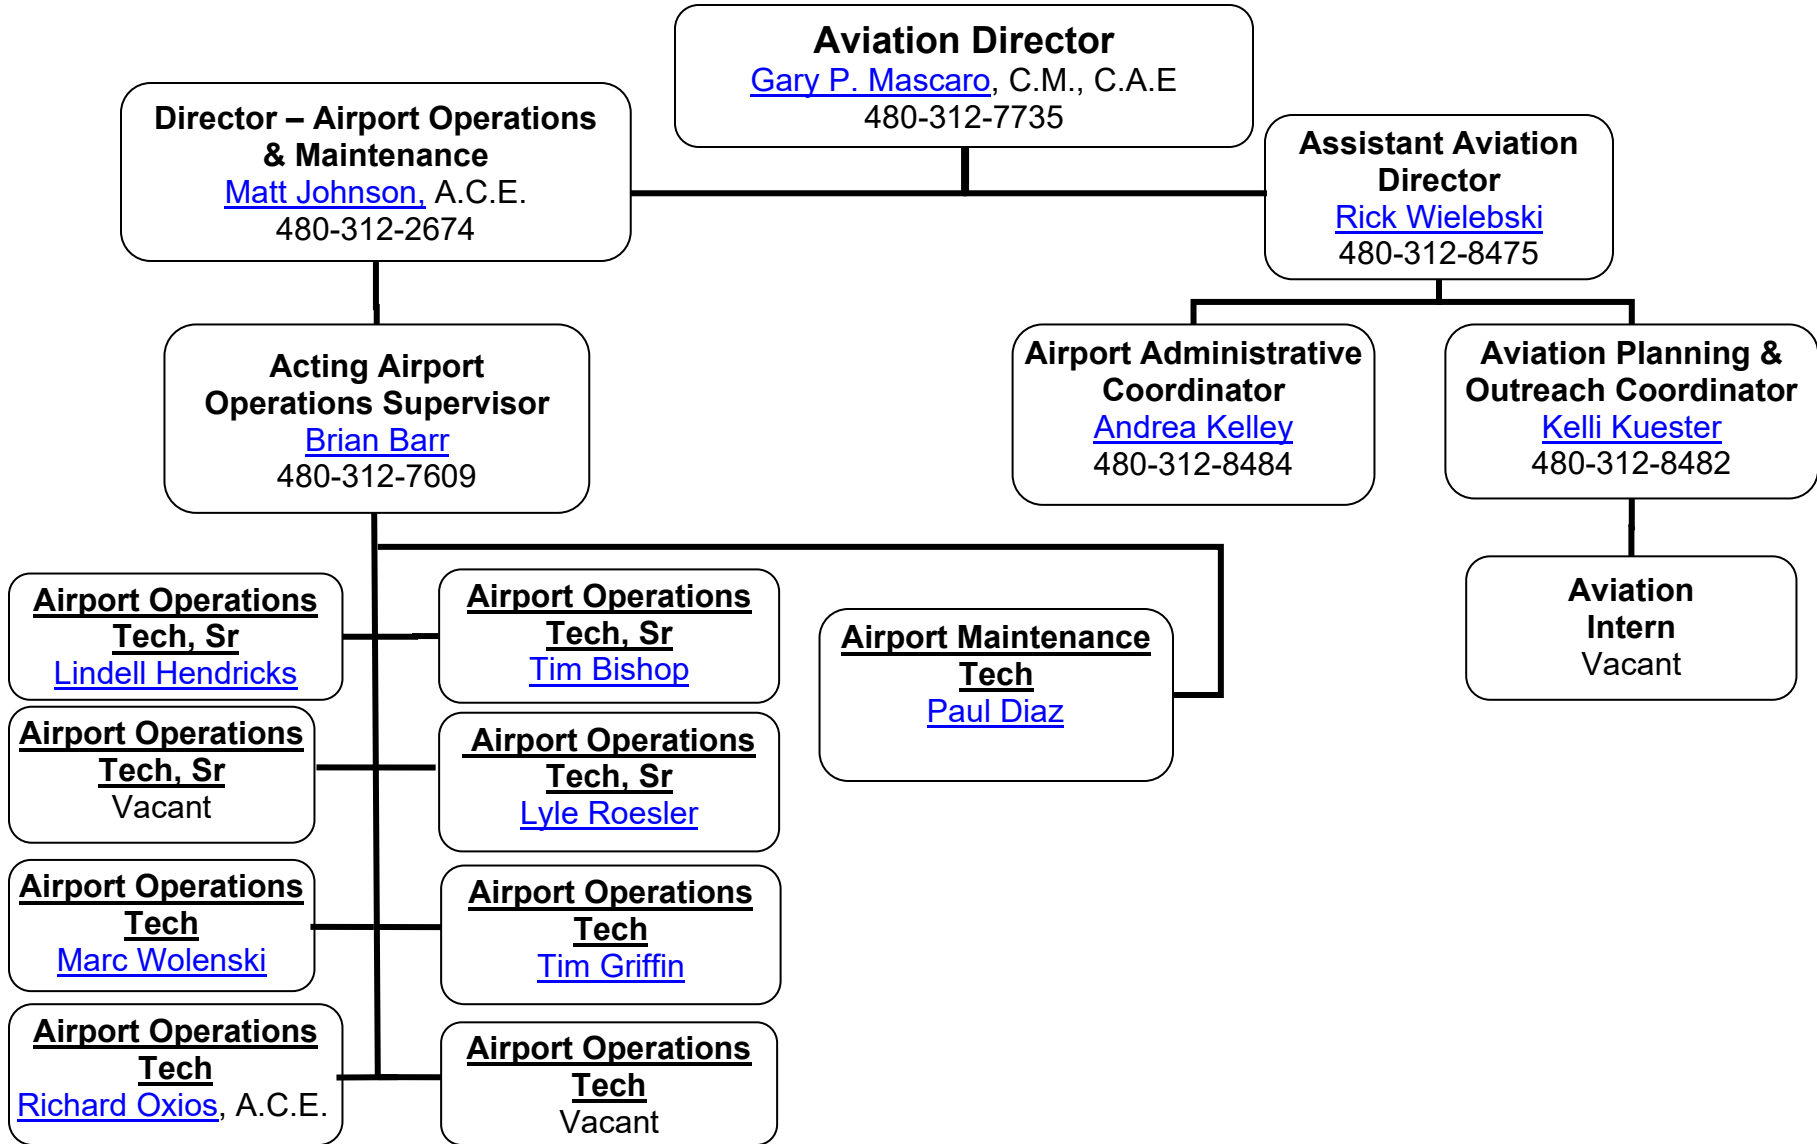 Aviation Director
Gary P. Mascaro, C.M., C.A.E
480-312-7735
Director – Airport Operations
& Maintenance
Matt Johnson, A.C.E.
480-312-2674
Assistant Aviation
Director
Rick Wielebski
480-312-8475
Acting Airport
Operations Supervisor
Brian Barr
480-312-7609
Airport Administrative
Coordinator
Andrea Kelley
480-312-8484
Aviation Planning &
Outreach Coordinator
Kelli Kuester
480-312-8482
Airport Operations
Tech, Sr
Lindell Hendricks
Airport Operations
Tech, Sr
Tim Bishop
Airport Maintenance
Tech
Paul Diaz
Aviation
Intern
Vacant
Airport Operations
Tech, Sr
Vacant
Airport Operations
Tech, Sr
Lyle Roesler
Airport Operations
Tech
Marc Wolenski
Airport Operations
Tech
Tim Griffin
Airport Operations
Tech
Richard Oxios, A.C.E.
Airport Operations
Tech
Vacant